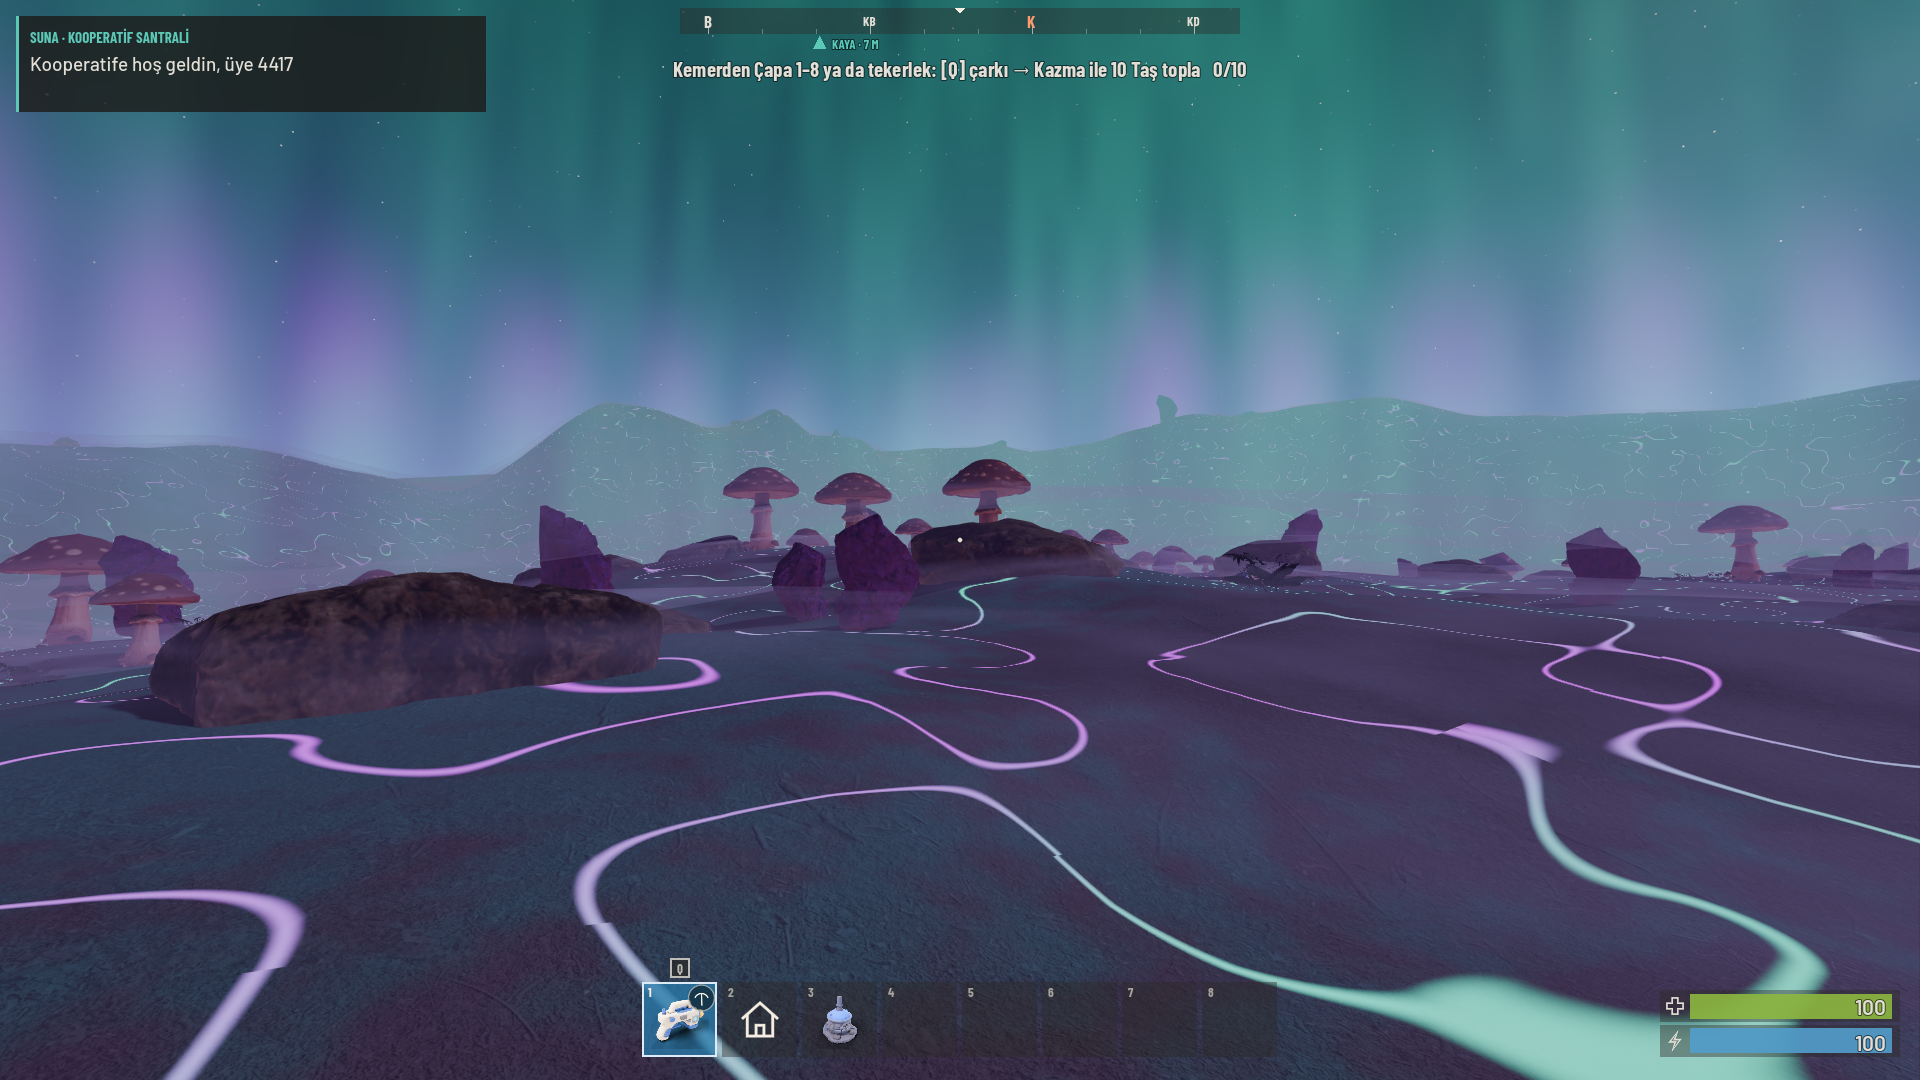 SUNA · KOOPERATİF SANTRALİ
Kooperatife hoş geldin, üye 4417
B KB K KD
KAYA · 7 M
Kemerden Çapa 1-8 ya da tekerlek: [Q] çarkı → Kazma ile 10 Taş topla 0/10
Q
1 2 3 4 5 6 7 8
100
100